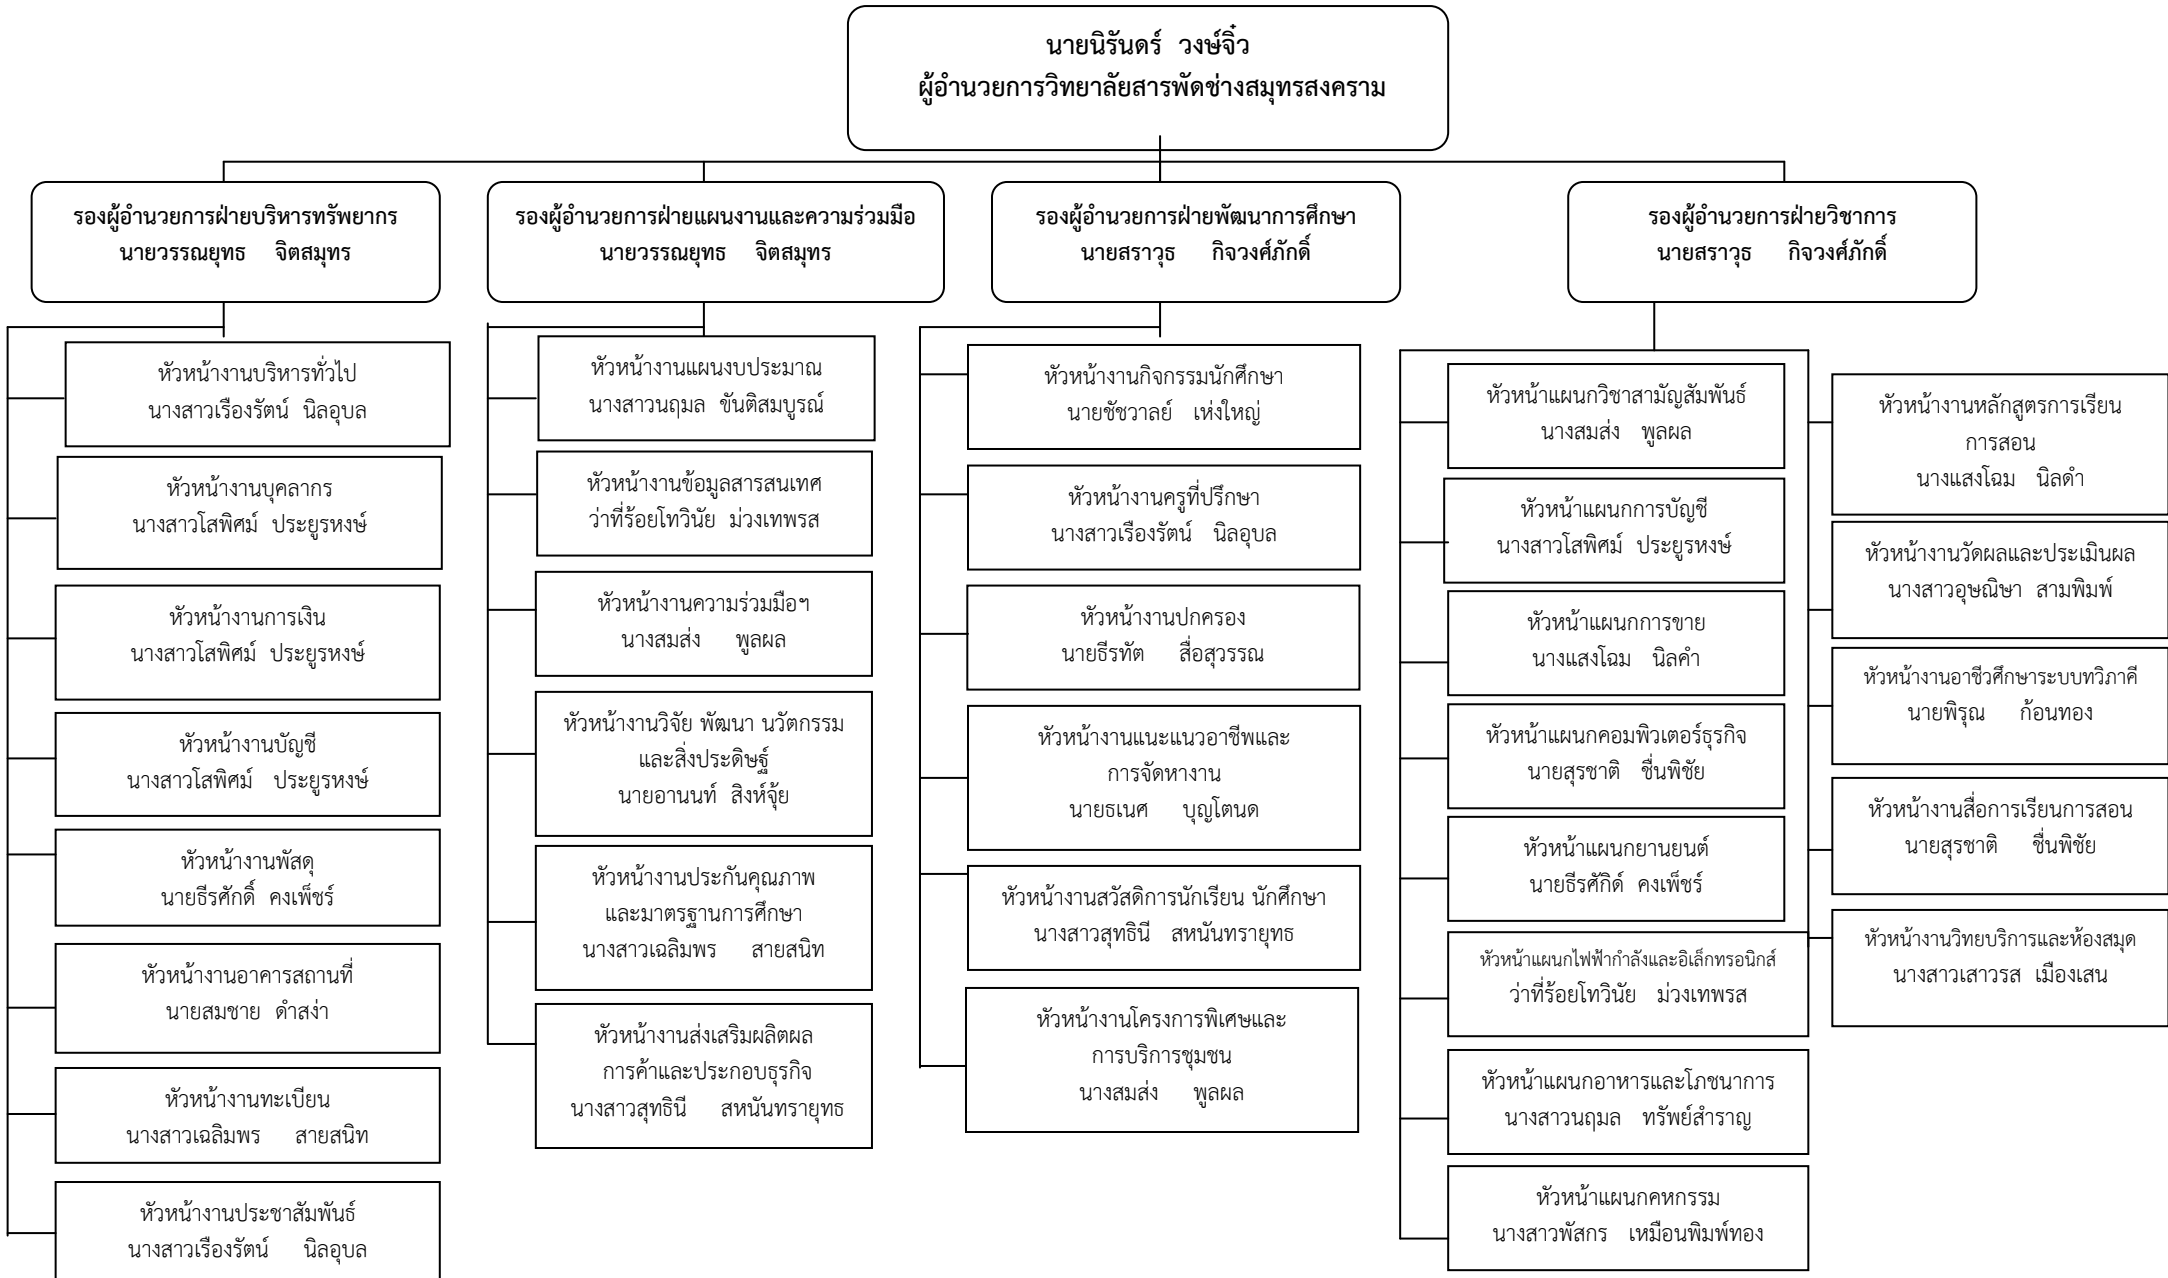 นายนิรันดร์ วงษ์จิ๋ว
ผู้อำนวยการวิทยาลัยสารพัดช่างสมุทรสงคราม
รองผู้อำนวยการฝ่ายบริหารทรัพยากร
นายวรรณยุทธ จิตสมุทร
หัวหน้างานบริหารทั่วไป
นางสาวเรืองรัตน์ นิลอุบล
หัวหน้างานบุคลากร
นางสาวโสพิศม์ ประยูรหงษ์
หัวหน้างานการเงิน
นางสาวโสพิศม์ ประยูรหงษ์
หัวหน้างานบัญชี
นางสาวโสพิศม์ ประยูรหงษ์
หัวหน้างานพัสดุ
นายธีรศักดิ์ คงเพ็ชร์
หัวหน้างานอาคารสถานที่
นายสมชาย ดำสง่า
หัวหน้างานทะเบียน
นางสาวเฉลิมพร สายสนิท
หัวหน้างานประชาสัมพันธ์
นางสาวเรืองรัตน์ นิลอุบล
รองผู้อำนวยการฝ่ายแผนงานและความร่วมมือ
นายวรรณยุทธ จิตสมุทร
หัวหน้างานแผนงบประมาณ
นางสาวนฤมล ขันติสมบูรณ์
หัวหน้างานข้อมูลสารสนเทศ
ว่าที่ร้อยโทวินัย ม่วงเทพรส
หัวหน้างานความร่วมมือฯ
นางสมส่ง พูลผล
หัวหน้างานวิจัย พัฒนา นวัตกรรม
และสิ่งประดิษฐ์
นายอานนท์ สิงห์จุ้ย
หัวหน้างานประกันคุณภาพ
และมาตรฐานการศึกษา
นางสาวเฉลิมพร สายสนิท
หัวหน้างานส่งเสริมผลิตผล
การค้าและประกอบธุรกิจ
นางสาวสุทธินี สหนันทรายุทธ
รองผู้อำนวยการฝ่ายพัฒนาการศึกษา
นายสราวุธ กิจวงศ์ภักดิ์
หัวหน้างานกิจกรรมนักศึกษา
นายชัชวาลย์ เห่งใหญ่
หัวหน้างานครูที่ปรึกษา
นางสาวเรืองรัตน์ นิลอุบล
หัวหน้างานปกครอง
นายธีรทัต สื่อสุวรรณ
หัวหน้างานแนะแนวอาชีพและ
การจัดหางาน
นายธเนศ บุญโตนด
หัวหน้างานสวัสดิการนักเรียน นักศึกษา
นางสาวสุทธินี สหนันทรายุทธ
หัวหน้างานโครงการพิเศษและ
การบริการชุมชน
นางสมส่ง พูลผล
รองผู้อำนวยการฝ่ายวิชาการ
นายสราวุธ กิจวงศ์ภักดิ์
หัวหน้าแผนกวิชาสามัญสัมพันธ์
นางสมส่ง พูลผล
หัวหน้าแผนกการบัญชี
นางสาวโสพิศม์ ประยูรหงษ์
หัวหน้าแผนกการขาย
นางแสงโฉม นิลคำ
หัวหน้าแผนกคอมพิวเตอร์ธุรกิจ
นายสุรชาติ ชื่นพิชัย
หัวหน้าแผนกยานยนต์
นายธีรศักิด์ คงเพ็ชร์
หัวหน้าแผนกไฟฟ้ากำลังและอิเล็กทรอนิกส์
ว่าที่ร้อยโทวินัย ม่วงเทพรส
หัวหน้าแผนกอาหารและโภชนาการ
นางสาวนฤมล ทรัพย์สำราญ
หัวหน้าแผนกคหกรรม
นางสาวพัสกร เหมือนพิมพ์ทอง
หัวหน้างานหลักสูตรการเรียน
การสอน
นางแสงโฉม นิลดำ
หัวหน้างานวัดผลและประเมินผล
นางสาวอุษณิษา สามพิมพ์
หัวหน้างานอาชีวศึกษาระบบทวิภาคี
นายพิรุณ ก้อนทอง
หัวหน้างานสื่อการเรียนการสอน
นายสุรชาติ ชื่นพิชัย
หัวหน้างานวิทยบริการและห้องสมุด
นางสาวเสาวรส เมืองเสน